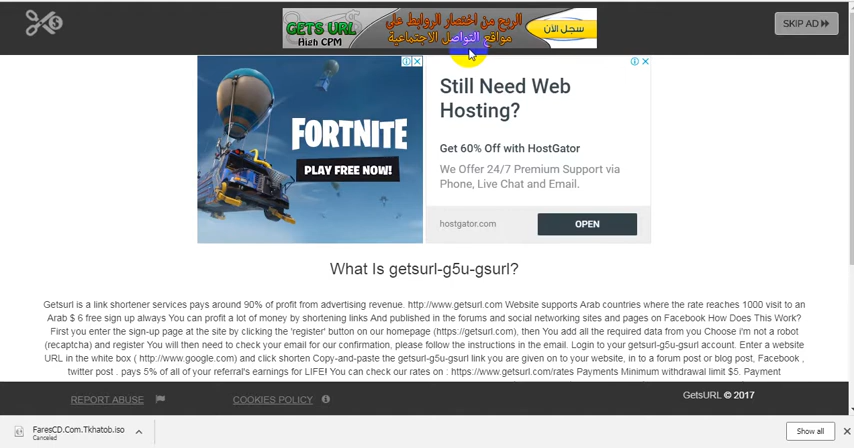 GETS URL
High CPM
الربح من اختصار الروابط على
مواقع التواصل الاجتماعية
سجل الان
SKIP AD
FORTNITE
PLAY FREE NOW!
Still Need Web
Hosting?
Get 60% Off with HostGator
We Offer 24/7 Premium Support via
Phone, Live Chat and Email.
hostgator.com
OPEN
What Is getsurl-g5u-gsurl?
Getsurl is a link shortener services pays around 90% of profit from advertising revenue. http://www.getsurl.com Website supports Arab countries where the rate reaches 1000 visit to an
Arab $ 6 free sign up always You can profit a lot of money by shortening links And published in the forums and social networking sites and pages on Facebook How Does This Work?
First you enter the sign-up page at the site by clicking the 'register' button on our homepage (https://getsurl.com), then You add all the required data from you Choose i'm not a robot
(recaptcha) and register You will then need to check your email for our confirmation, please follow the instructions in the email. Login to your getsurl-g5u-gsurl account. Enter a website
URL in the white box ( http://www.google.com) and click shorten Copy-and-paste the getsurl-g5u-gsurl link you are given on to your website, in to a forum post or blog post, Facebook ,
twitter post . pays 5% of all of your referral's earnings for LIFE! You can check our rates on : https://www.getsurl.com/rates Payments Minimum withdrawal limit $5. Payment
REPORT ABUSE
COOKIES POLICY
GetsURL © 2017
FaresCD.Com.Tkhatob.iso
Canceled
Show all